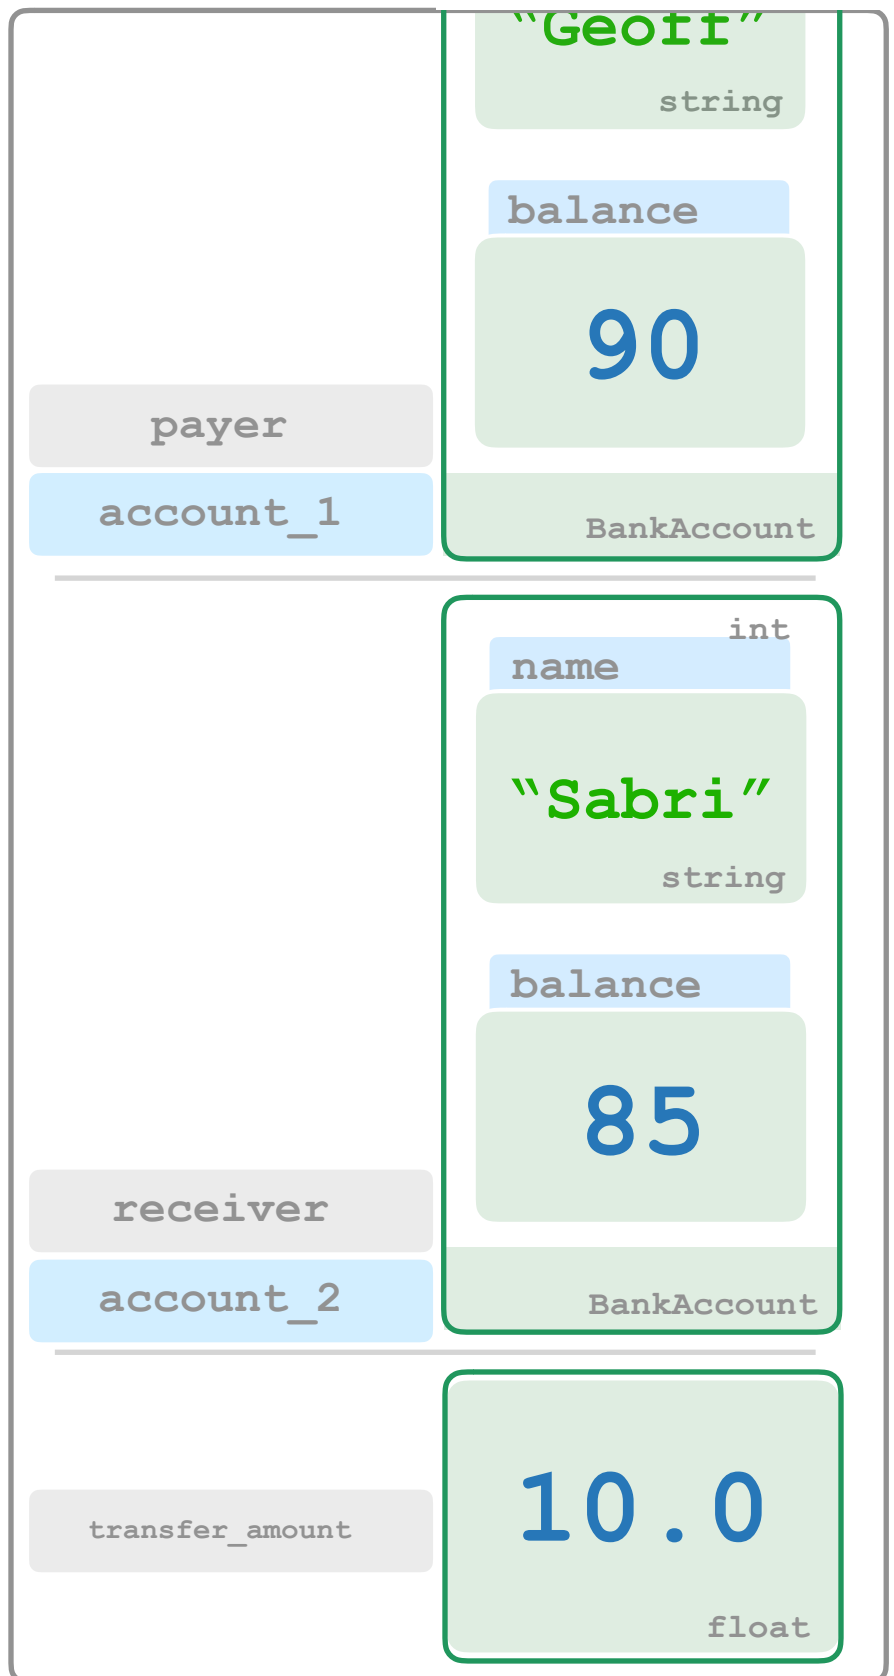 “Geoff”
string
balance
90
payer
account_1
BankAccount
int
name
“Sabri”
string
balance
85
receiver
account_2
BankAccount
10.0
transfer_amount
float